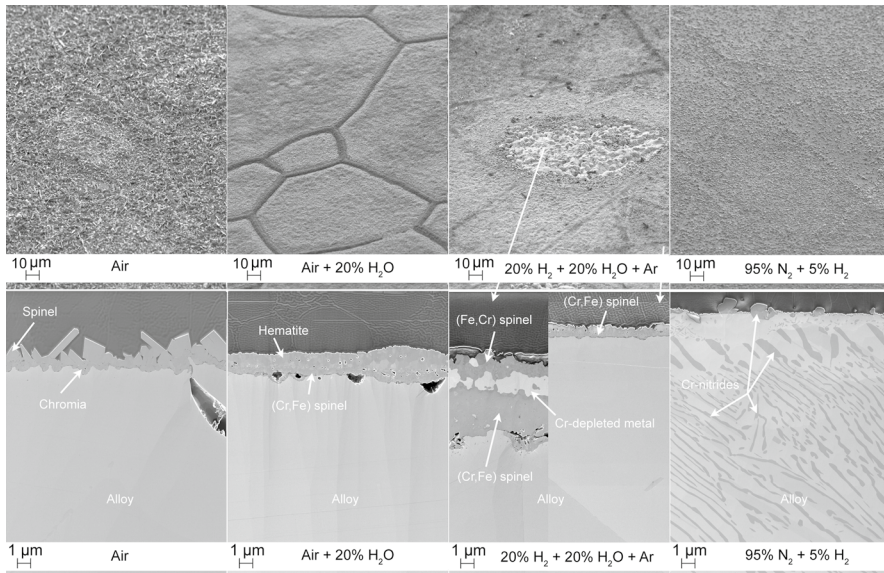 10 μm
Air
10 μm
Air + 20% H₂O
10 μm
20% H₂ + 20% H₂O + Ar
10 μm
95% N₂ + 5% H₂
Spinel
Chromia
Alloy
1 μm
Air
Hematite
(Cr,Fe) spinel
Alloy
1 μm
Air + 20% H₂O
(Fe,Cr) spinel
(Cr,Fe) spinel
Cr-depleted metal
(Cr,Fe) spinel
Alloy
1 μm
20% H₂ + 20% H₂O + Ar
Cr-nitrides
Alloy
1 μm
95% N₂ + 5% H₂